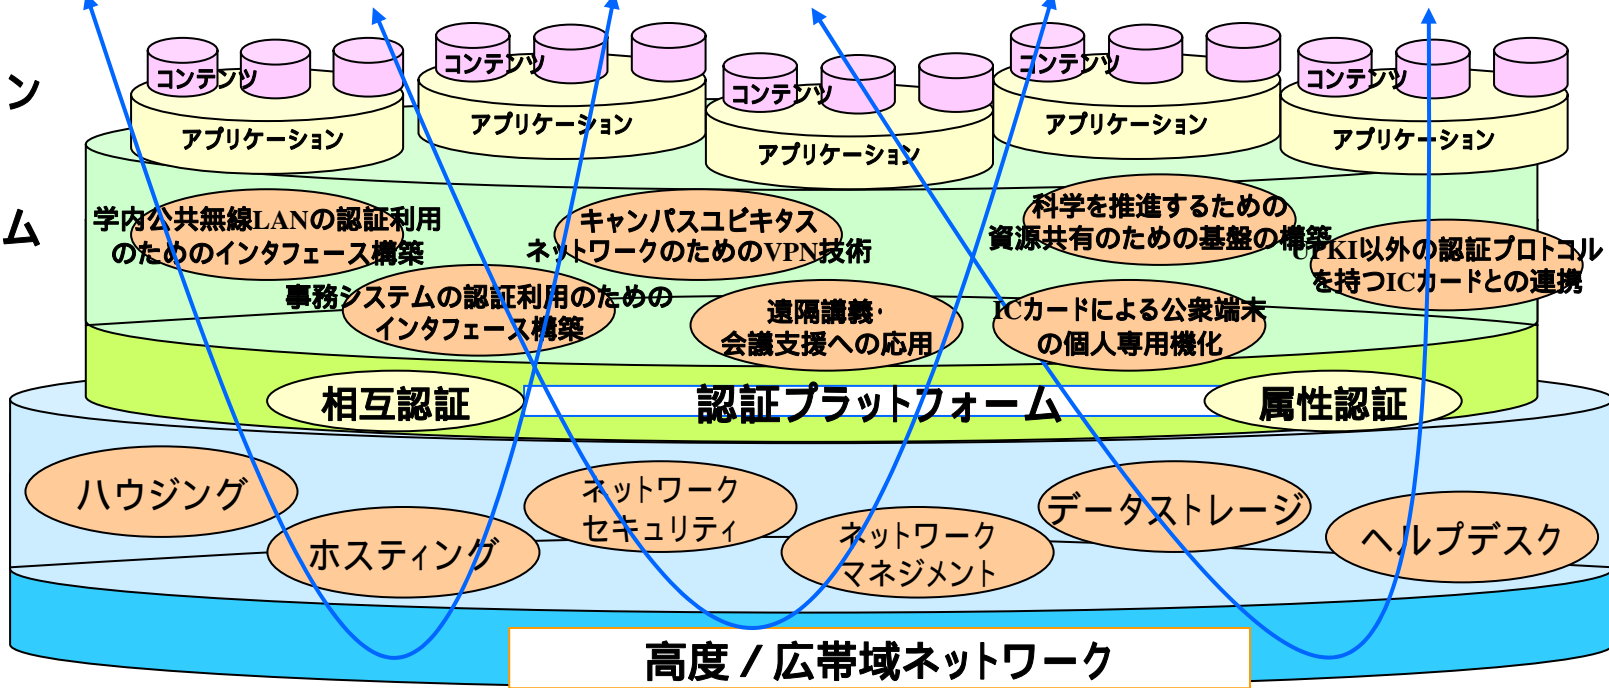 コンテンツ
コンテンツ
コンテンツ
コンテンツ
コンテンツ
ン
アプリケーション
アプリケーション
アプリケーション
アプリケーション
アプリケーション
ム
学内公共無線LANの認証利用
のためのインタフェース構築
キャンパスユビキタス
ネットワークのためのVPN技術
科学を推進するための
資源共有のための基盤の構築
UPKI以外の認証プロトコル
を持つICカードとの連携
事務システムの認証利用のための
インタフェース構築
遠隔講義・
会議支援への応用
ICカードによる公衆端末
の個人専用機化
相互認証
認証プラットフォーム
属性認証
ハウジング
ホスティング
ネットワーク
セキュリティ
ネットワーク
マネジメント
データストレージ
ヘルプデスク
高度/広帯域ネットワーク